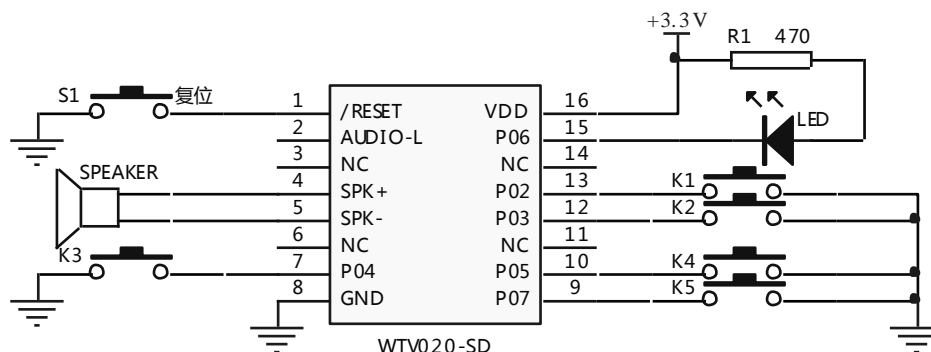 +3.3V
R1 470
S1 复位 1 /RESET VDD 16
2 AUDIO-L P06 15 LED
3 NC NC 14
SPEAKER 4 SPK+ P02 13 K1
5 SPK- P03 12 K2
6 NC NC 11
K3 7 P04 P05 10 K4
8 GND P07 9 K5
WTV020-SD